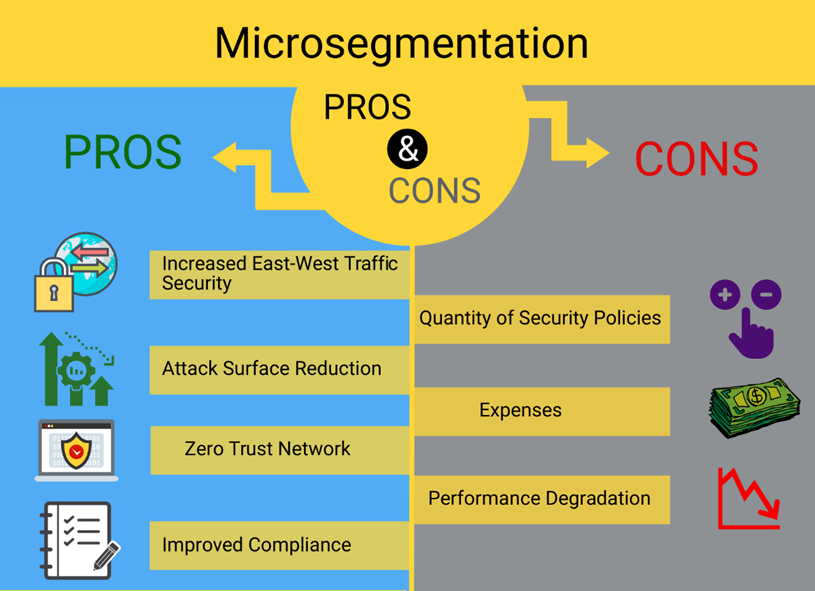 Microsegmentation
PROS
&
CONS
PROS
CONS
Increased East-West Traffic
Security
Attack Surface Reduction
Zero Trust Network
Improved Compliance
Quantity of Security Policies
Expenses
Performance Degradation